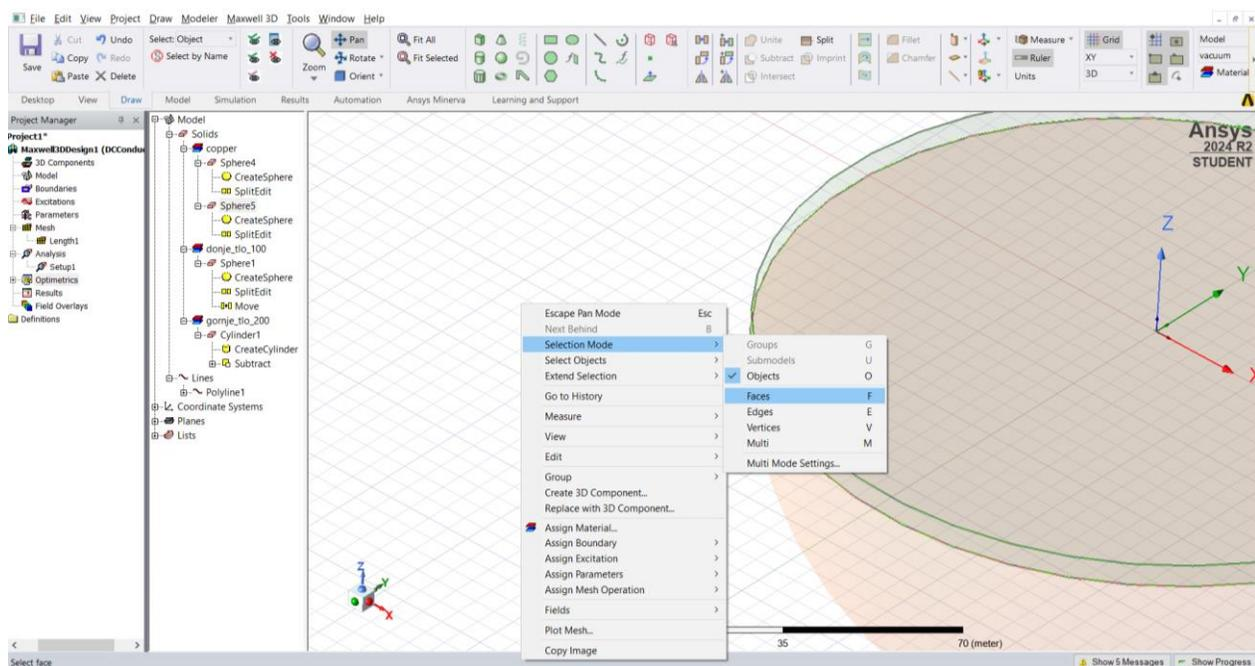 File Edit View Project Draw Modeler Maxwell 3D Tools Window Help
Save
Cut
Copy
Paste
Undo
Redo
Delete
Select: Object
Select by Name
Zoom
Pan
Rotate
Orient
Fit All
Fit Selected
Unite
Subtract
Intersect
Split
Imprint
Fillet
Chamfer
Measure
Ruler
Units
Grid
XY
3D
Model
vacuum
Material
Desktop View Draw Model Simulation Results Automation Ansys Minerva Learning and Support
Project Manager
Project1*
Maxwell3DDesign1 (DCCondu
3D Components
Model
Boundaries
Excitations
Parameters
Mesh
Length1
Analysis
Setup1
Optimetrics
Results
Field Overlays
Definitions
Model
Solids
copper
Sphere4
CreateSphere
SplitEdit
Sphere5
CreateSphere
SplitEdit
donje_tlo_100
Sphere1
CreateSphere
SplitEdit
Move
gornje_tlo_200
Cylinder1
CreateCylinder
Subtract
Lines
Polyline1
Coordinate Systems
Planes
Lists
Ansys
2024 R2
STUDENT
Z
Y
X
Escape Pan Mode Esc
Next Behind B
Selection Mode
Select Objects
Extend Selection
Go to History
Measure
View
Edit
Group
Create 3D Component...
Replace with 3D Component...
Assign Material...
Assign Boundary
Assign Excitation
Assign Parameters
Assign Mesh Operation
Fields
Plot Mesh...
Copy Image
Groups G
Submodels U
Objects O
Faces F
Edges E
Vertices V
Multi M
Multi Mode Settings...
Z
Y
X
35 70 (meter)
Select face
Show 5 Messages
Show Progress